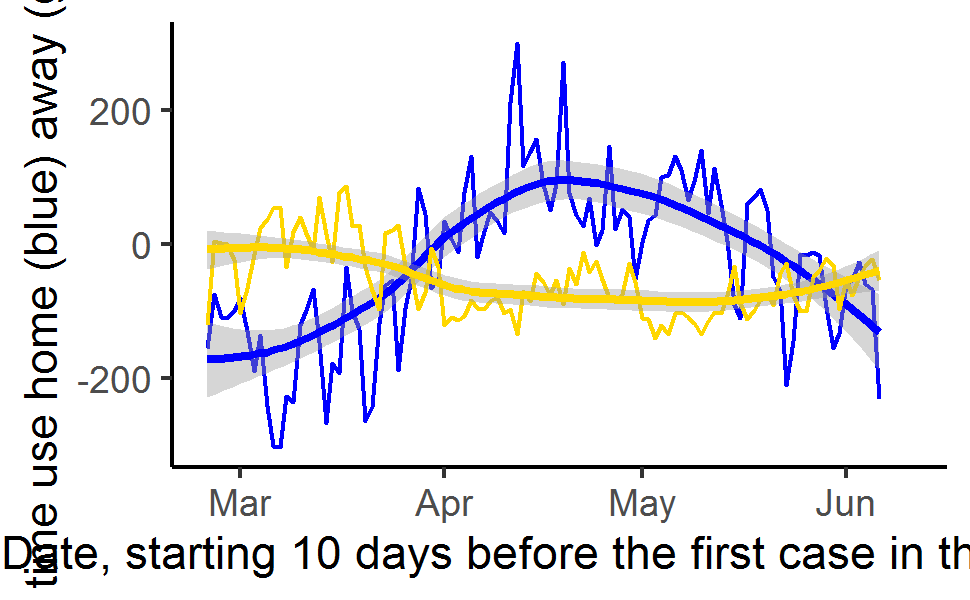 time use home (blue) away (
200
0
-200
Mar Apr May Jun
Date, starting 10 days before the first case in th